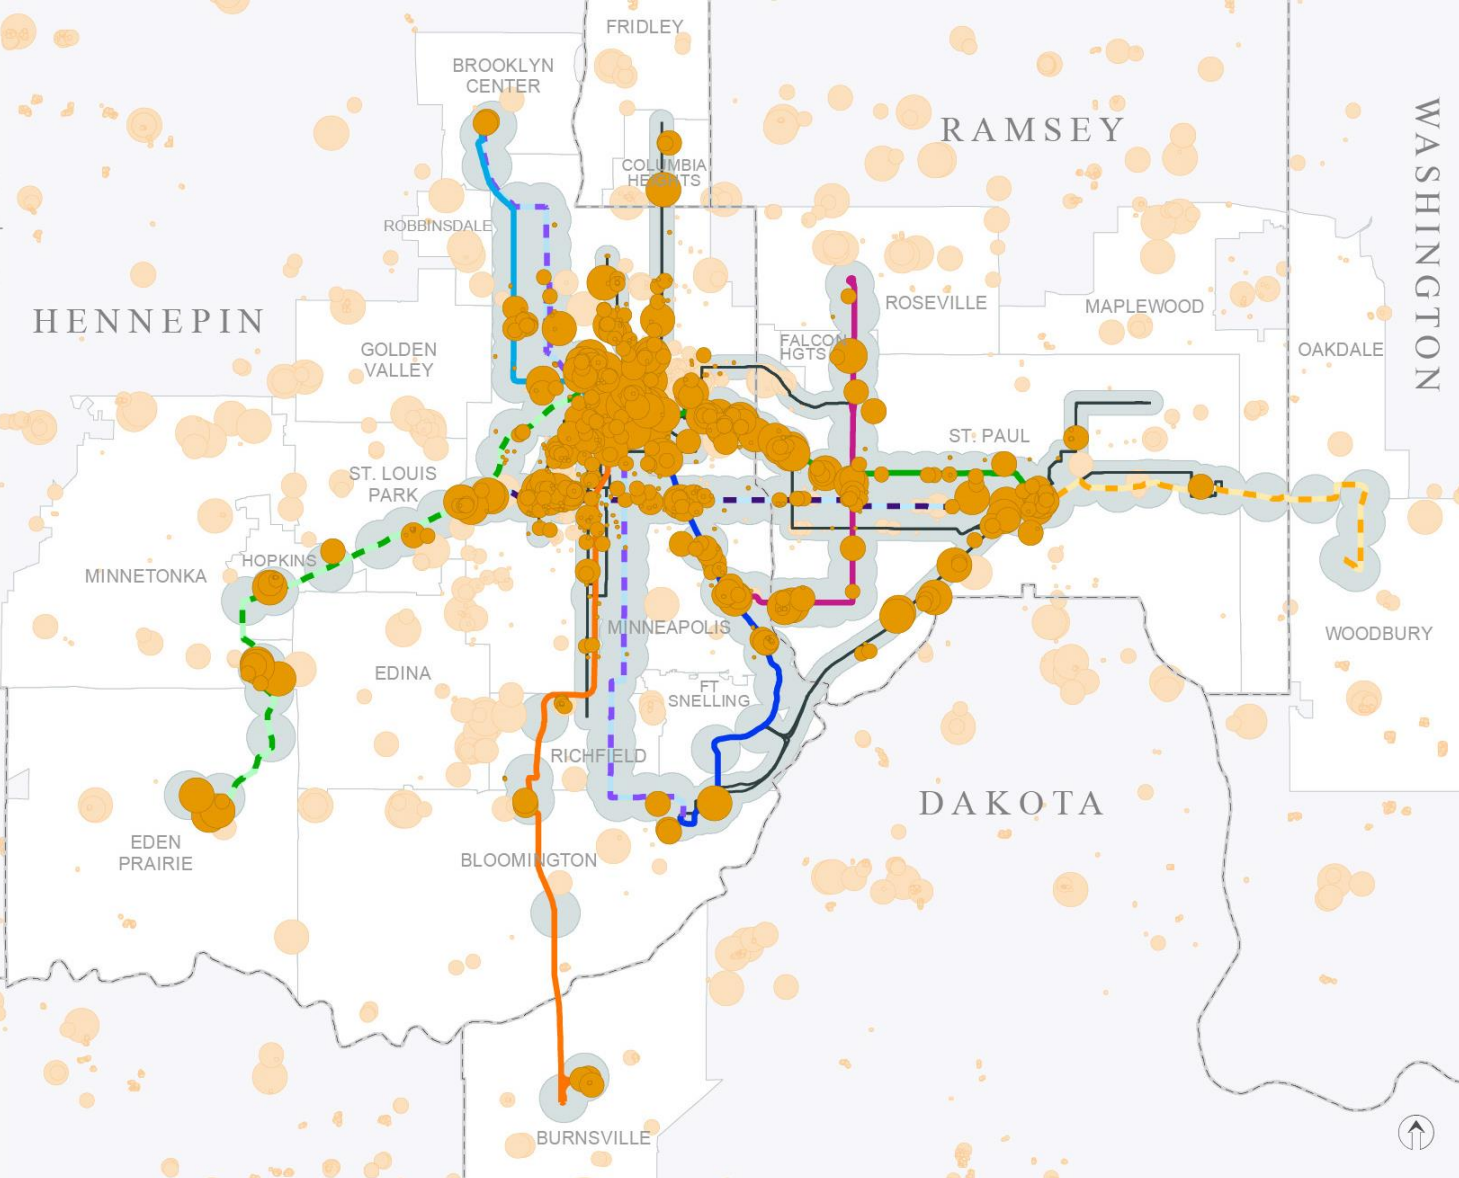 FRIDLEY
BROOKLYN
CENTER
RAMSEY
WASHINGTON
COLUMBIA
HEIGHTS
ROBBINSDALE
HENNEPIN
ROSEVILLE
MAPLEWOOD
FALCON
HGTS
OAKDALE
GOLDEN
VALLEY
ST. PAUL
ST. LOUIS
PARK
HOPKINS
MINNETONKA
MINNEAPOLIS
WOODBURY
EDINA
FT
SNELLING
RICHFIELD
DAKOTA
EDEN
PRAIRIE
BLOOMINGTON
BURNSVILLE